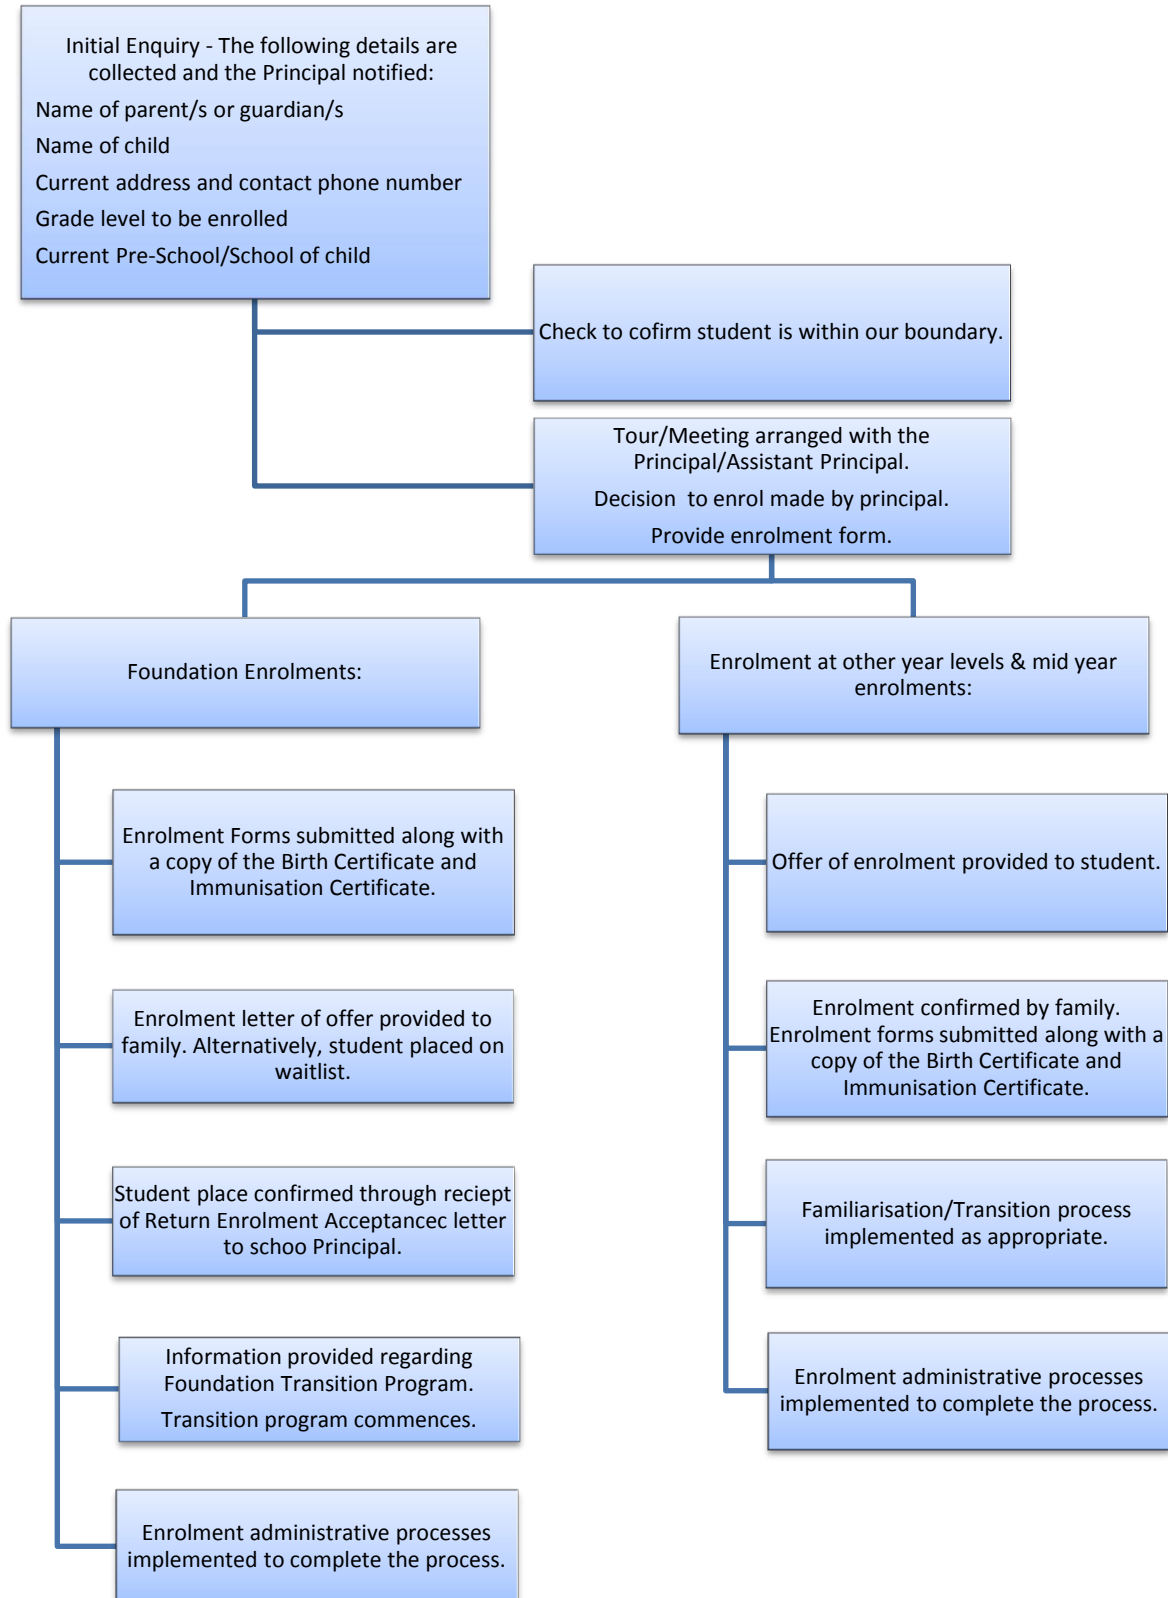 Initial Enquiry - The following details are
collected and the Principal notified:
Name of parent/s or guardian/s
Name of child
Current address and contact phone number
Grade level to be enrolled
Current Pre-School/School of child
Check to cofirm student is within our boundary.
Tour/Meeting arranged with the
Principal/Assistant Principal.
Decision  to enrol made by principal.
Provide enrolment form.
Foundation Enrolments:
Enrolment Forms submitted along with
a copy of the Birth Certificate and
Immunisation Certificate.
Enrolment letter of offer provided to
family. Alternatively, student placed on
waitlist.
Student place confirmed through reciept
of Return Enrolment Acceptancec letter
to schoo Principal.
Information provided regarding
Foundation Transition Program.
Transition program commences.
Enrolment administrative processes
implemented to complete the process.
Enrolment at other year levels & mid year
enrolments:
Offer of enrolment provided to student.
Enrolment confirmed by family.
Enrolment forms submitted along with a
copy of the Birth Certificate and
Immunisation Certificate.
Familiarisation/Transition process
implemented as appropriate.
Enrolment administrative processes
implemented to complete the process.